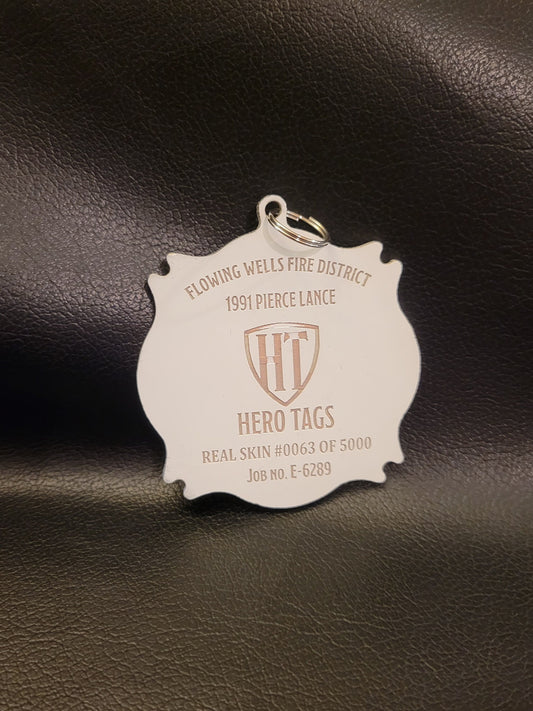 FLOWING WELLS FIRE DISTRICT
1991 PIERCE LANCE
HT
HERO TAGS
REAL SKIN #0063 OF 5000
JOB NO. E-6289